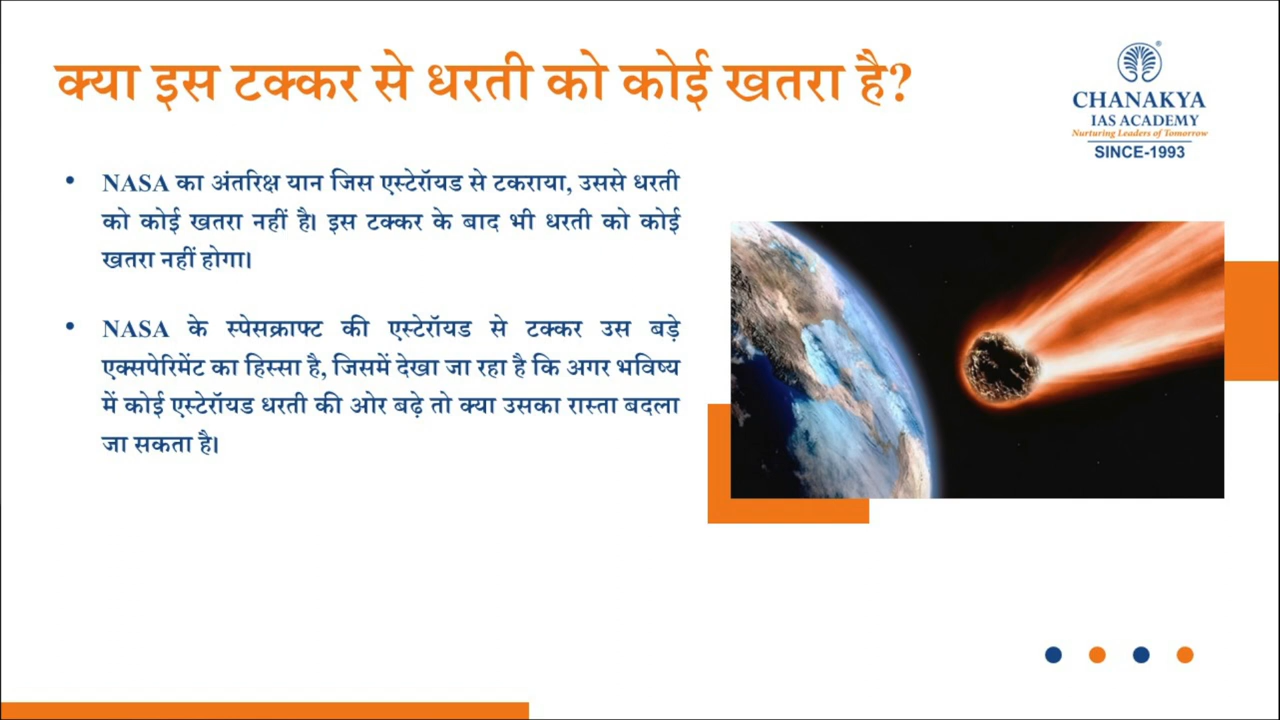 क्या इस टक्कर से धरती को कोई खतरा है?
CHANAKYA
IAS ACADEMY
Nurturing Leaders of Tomorrow
SINCE-1993
• NASA का अंतरिक्ष यान जिस एस्टेरॉयड से टकराया, उससे धरती
को कोई खतरा नहीं है। इस टक्कर के बाद भी धरती को कोई
खतरा नहीं होगा।
• NASA के स्पेसक्राफ्ट की एस्टेरॉयड से टक्कर उस बड़े
एक्सपेरिमेंट का हिस्सा है, जिसमें देखा जा रहा है कि अगर भविष्य
में कोई एस्टेरॉयड धरती की ओर बढ़े तो क्या उसका रास्ता बदला
जा सकता है।